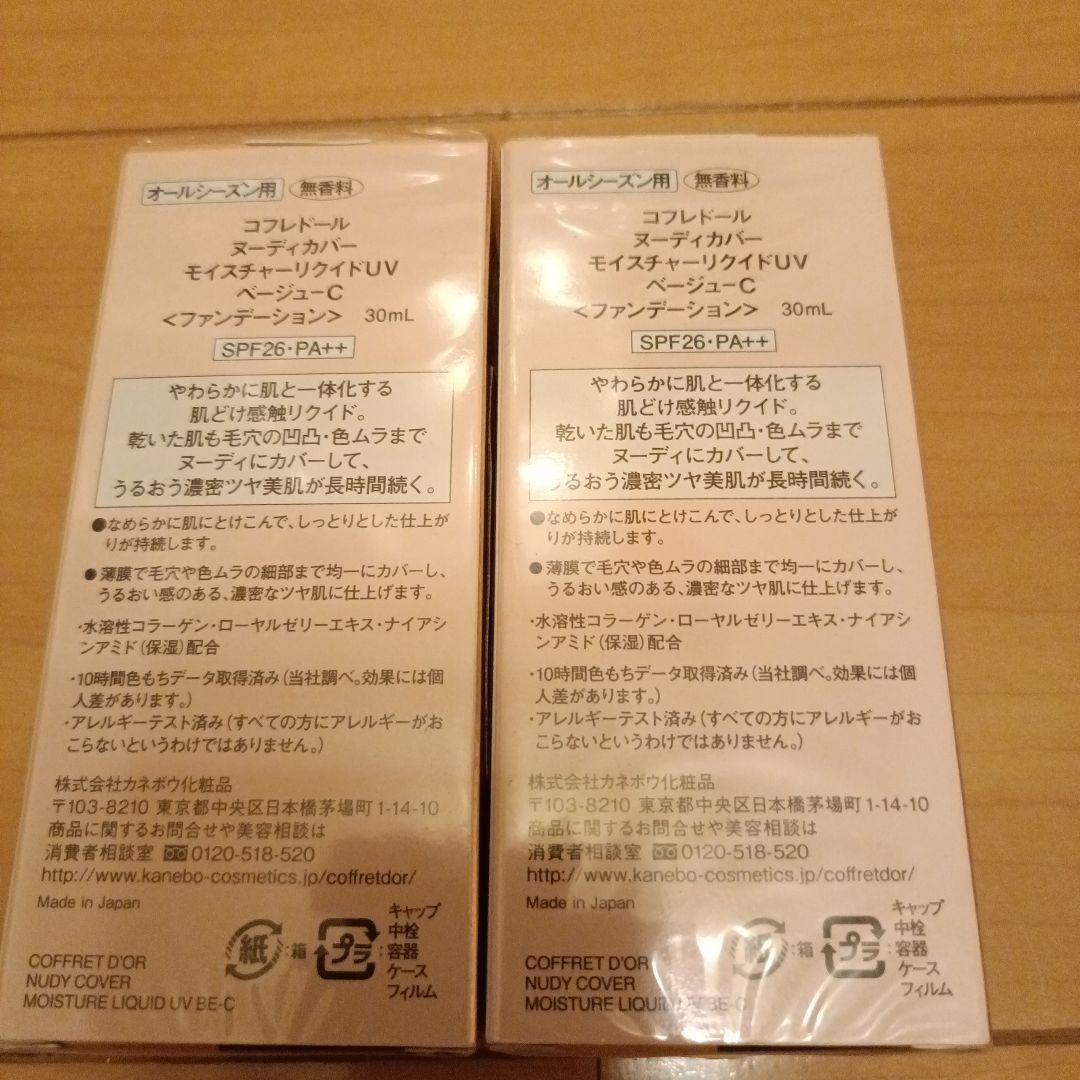 オールシーズン用 無香料
コフレドール
ヌーディカバー
モイスチャーリクイドUV
ベージューC
<ファンデーション> 30mL
SPF26・PA++
やわらかに肌と一体化する
肌どけ感触リクイド。
乾いた肌も毛穴の凹凸・色ムラまで
ヌーディにカバーして、
うるおう濃密ツヤ美肌が長時間続く。
●なめらかに肌にとけこんで、しっとりとした仕上が
りが持続します。
●薄膜で毛穴や色ムラの細部まで均一にカバーし、
うるおい感のある、濃密なツヤ肌に仕上げます。
・水溶性コラーゲン・ローヤルゼリーエキス・ナイアシ
ンアミド(保湿)配合
・10時間色もちデータ取得済み(当社調べ。効果には個
人差があります。)
・アレルギーテスト済み(すべての方にアレルギーがお
こらないというわけではありません。)
株式会社カネボウ化粧品
〒103-8210 東京都中央区日本橋茅場町1-14-10
商品に関するお問合せや美容相談は
消費者相談室 0120-518-520
http://www.kanebo-cosmetics.jp/coffretdor/
Made in Japan
紙:箱
プラ:
キャップ
中栓
容器
ケース
フィルム
COFFRET D'OR
NUDY COVER
MOISTURE LIQUID UV BE-C
オールシーズン用 無香料
コフレドール
ヌーディカバー
モイスチャーリクイドUV
ベージューC
<ファンデーション> 30mL
SPF26・PA++
やわらかに肌と一体化する
肌どけ感触リクイド。
乾いた肌も毛穴の凹凸・色ムラまで
ヌーディにカバーして、
うるおう濃密ツヤ美肌が長時間続く。
●なめらかに肌にとけこんで、しっとりとした仕上が
りが持続します。
●薄膜で毛穴や色ムラの細部まで均一にカバーし、
うるおい感のある、濃密なツヤ肌に仕上げます。
・水溶性コラーゲン・ローヤルゼリーエキス・ナイアシ
ンアミド(保湿)配合
・10時間色もちデータ取得済み(当社調べ。効果には個
人差があります。)
・アレルギーテスト済み(すべての方にアレルギーがお
こらないというわけではありません。)
株式会社カネボウ化粧品
〒103-8210 東京都中央区日本橋茅場町1-14-10
商品に関するお問合せや美容相談は
消費者相談室 0120-518-520
http://www.kanebo-cosmetics.jp/coffretdor/
Made in Japan
紙:箱
プラ:
キャップ
中栓
容器
ケース
フィルム
COFFRET D'OR
NUDY COVER
MOISTURE LIQUID UV BE-C